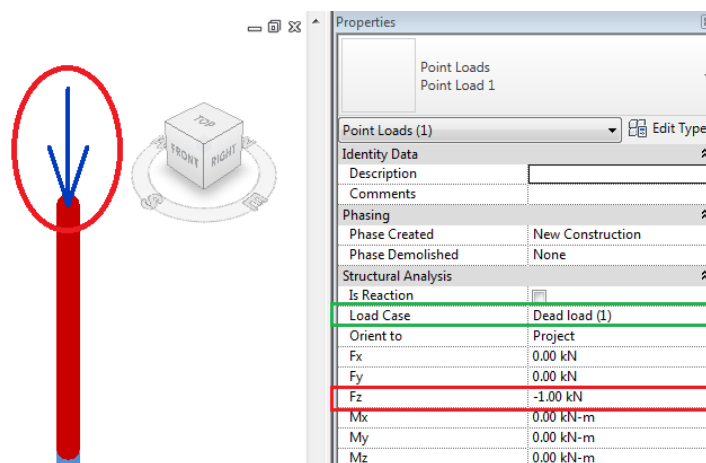 Properties
Point Loads
Point Load 1
Point Loads (1)
Edit Type
Identity Data
Description
Comments
Phasing
Phase Created New Construction
Phase Demolished None
Structural Analysis
Is Reaction
Load Case Dead load (1)
Orient to Project
Fx 0.00 kN
Fy 0.00 kN
Fz -1.00 kN
Mx 0.00 kN-m
My 0.00 kN-m
Mz 0.00 kN-m
TOP
FRONT
RIGHT
S
E